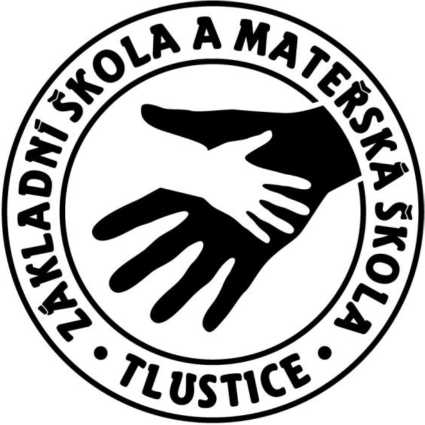 ZÁKLADNÍ ŠKOLA A MATEŘSKÁ ŠKOLA
• TLUSTICE •